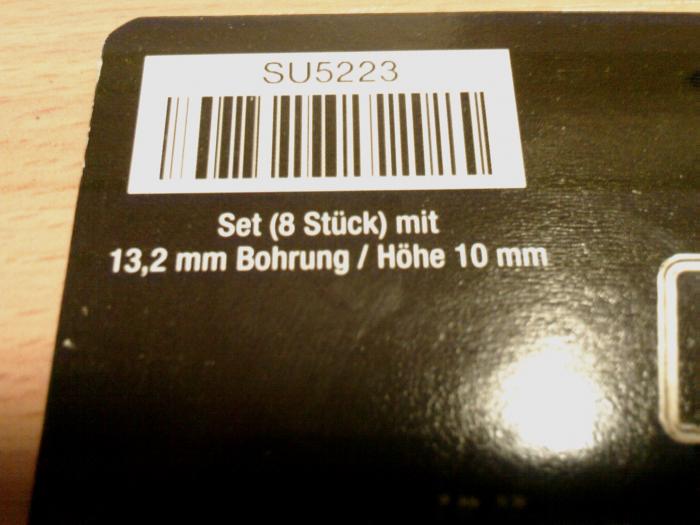 SU5223
Set (8 Stück) mit
13,2 mm Bohrung / Höhe 10 mm